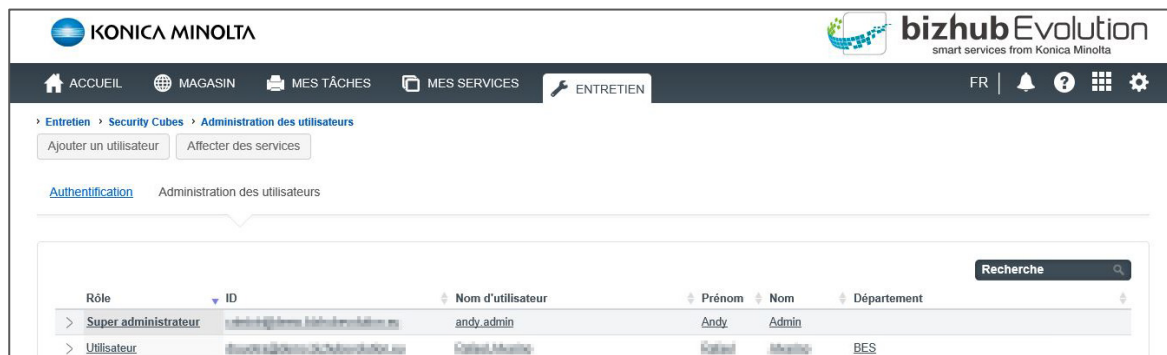 KONICA MINOLTA
bizhub Evolution
smart services from Konica Minolta
ACCUEIL MAGASIN MES TÂCHES MES SERVICES ENTRETIEN FR
Entretien Security Cubes Administration des utilisateurs
Ajouter un utilisateur Affecter des services
Authentification Administration des utilisateurs
Recherche
Rôle ID Nom d'utilisateur Prénom Nom Département
Super administrateur andy.admin Andy Admin
Utilisateur BES